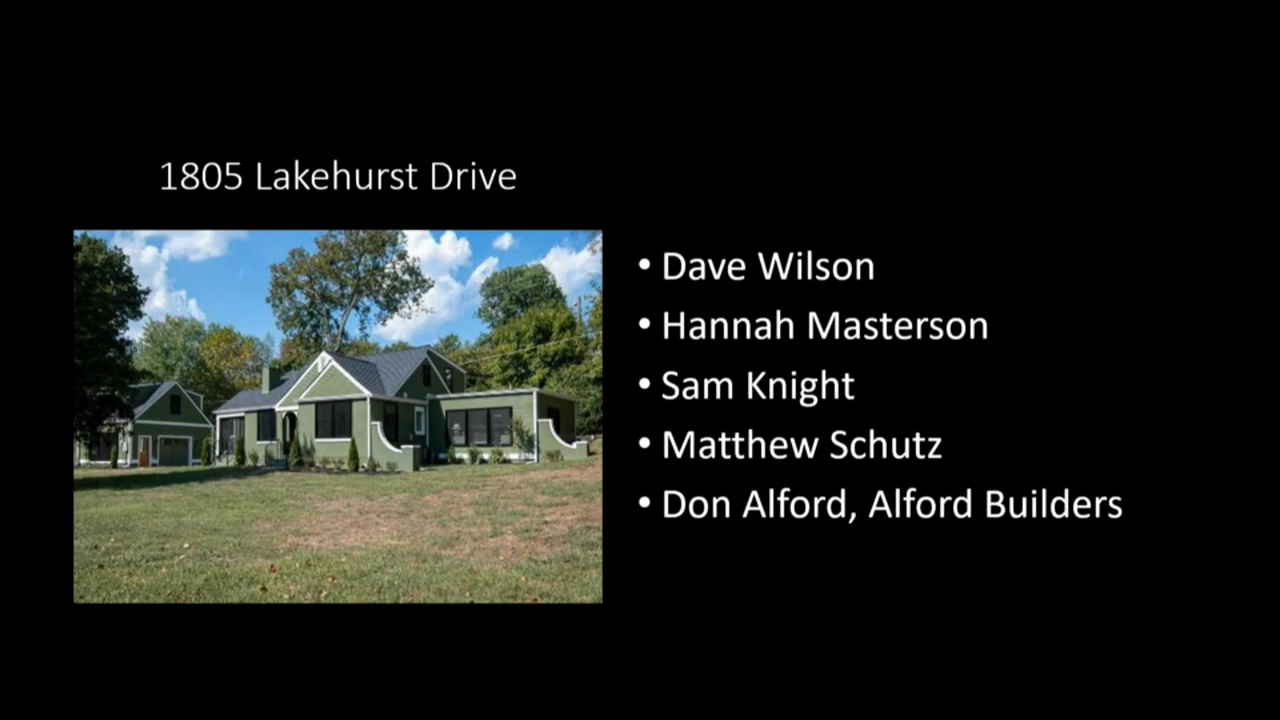 1805 Lakehurst Drive
• Dave Wilson
• Hannah Masterson
• Sam Knight
• Matthew Schutz
• Don Alford, Alford Builders